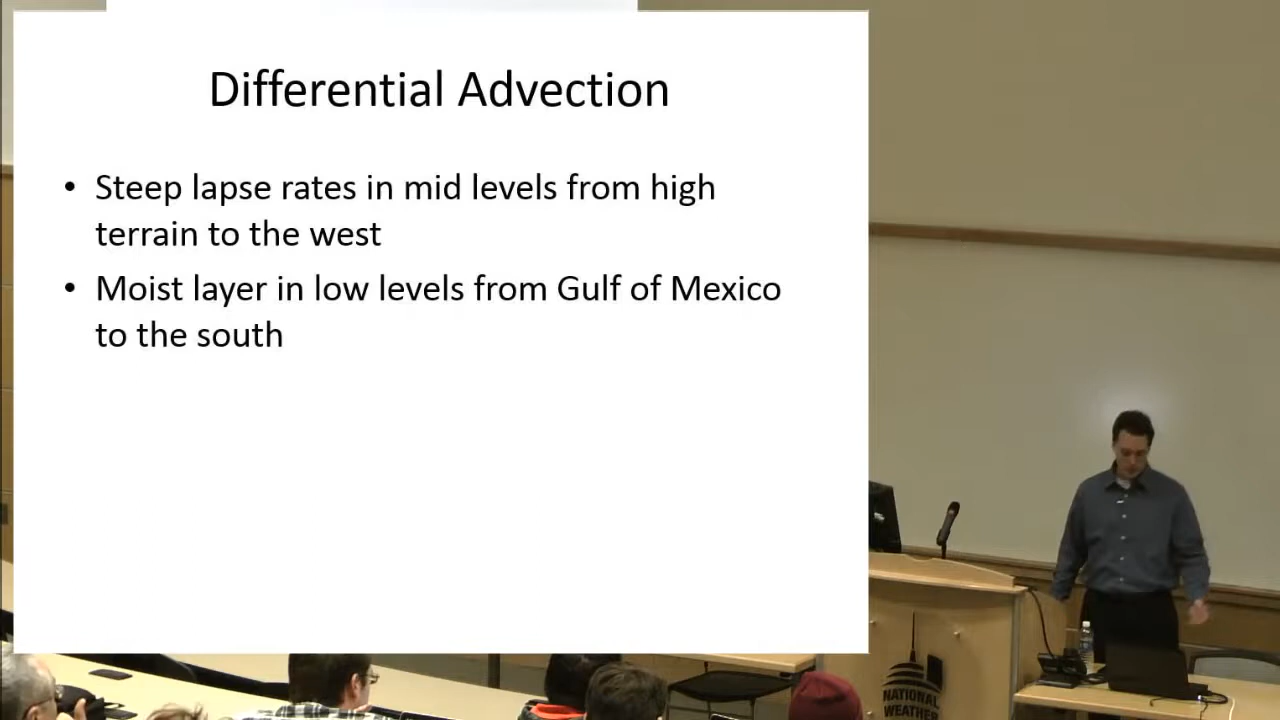 Differential Advection
• Steep lapse rates in mid levels from high
terrain to the west
• Moist layer in low levels from Gulf of Mexico
to the south
NATIONAL
WEATHER